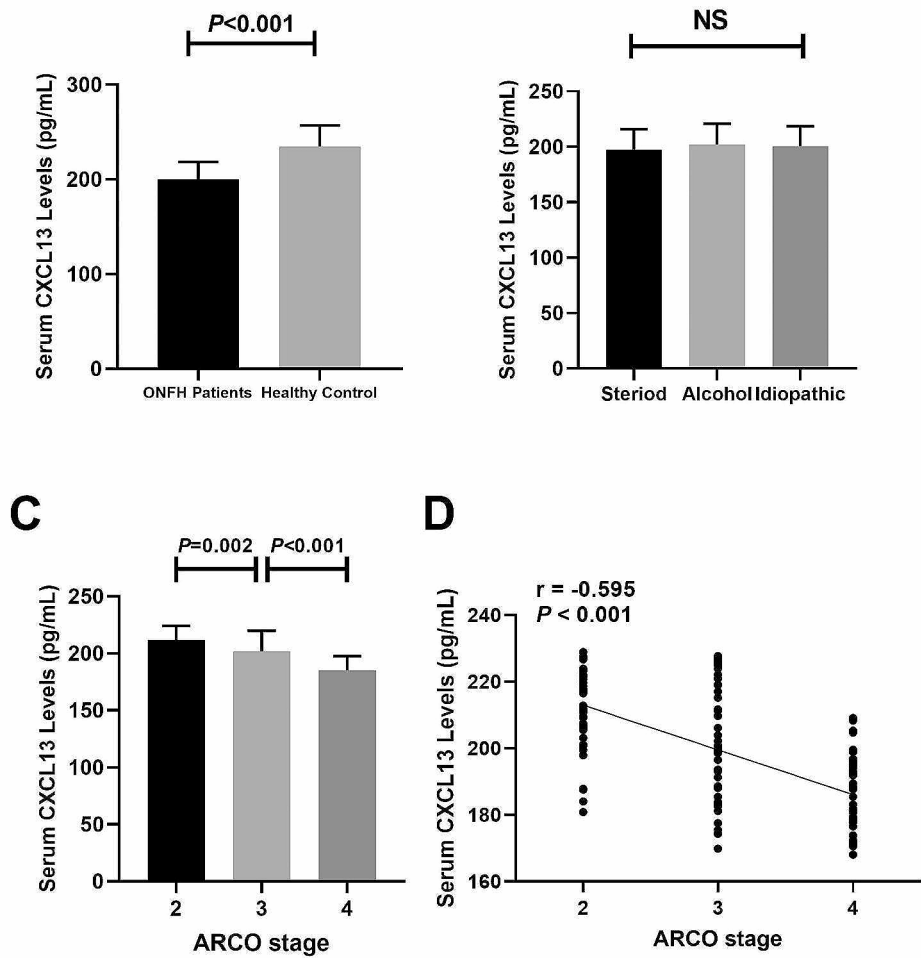 P<0.001
Serum CXCL13 Levels (pg/mL)
300
200
100
0
ONFH Patients Healthy Control
NS
Serum CXCL13 Levels (pg/mL)
250
200
150
100
50
0
Steriod Alcohol Idiopathic
C
P=0.002 P<0.001
Serum CXCL13 Levels (pg/mL)
250
200
150
100
50
0
2 3 4
ARCO stage
D
r = -0.595
P < 0.001
Serum CXCL13 Levels (pg/mL)
240
220
200
180
160
2 3 4
ARCO stage